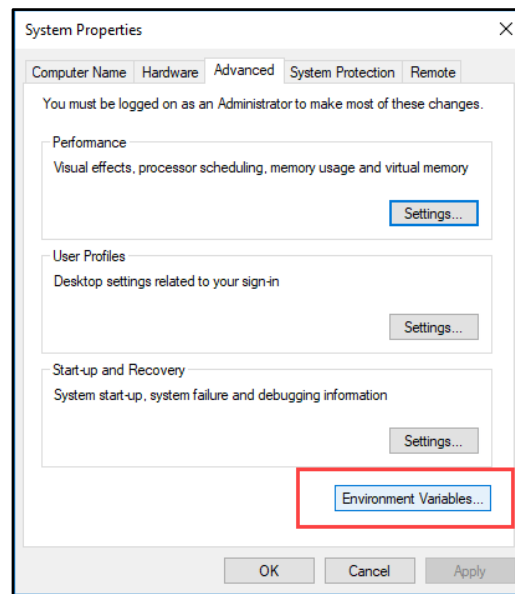 System Properties
Computer Name Hardware Advanced System Protection Remote
You must be logged on as an Administrator to make most of these changes.
Performance
Visual effects, processor scheduling, memory usage and virtual memory
Settings...
User Profiles
Desktop settings related to your sign-in
Settings...
Start-up and Recovery
System start-up, system failure and debugging information
Settings...
Environment Variables...
OK Cancel Apply